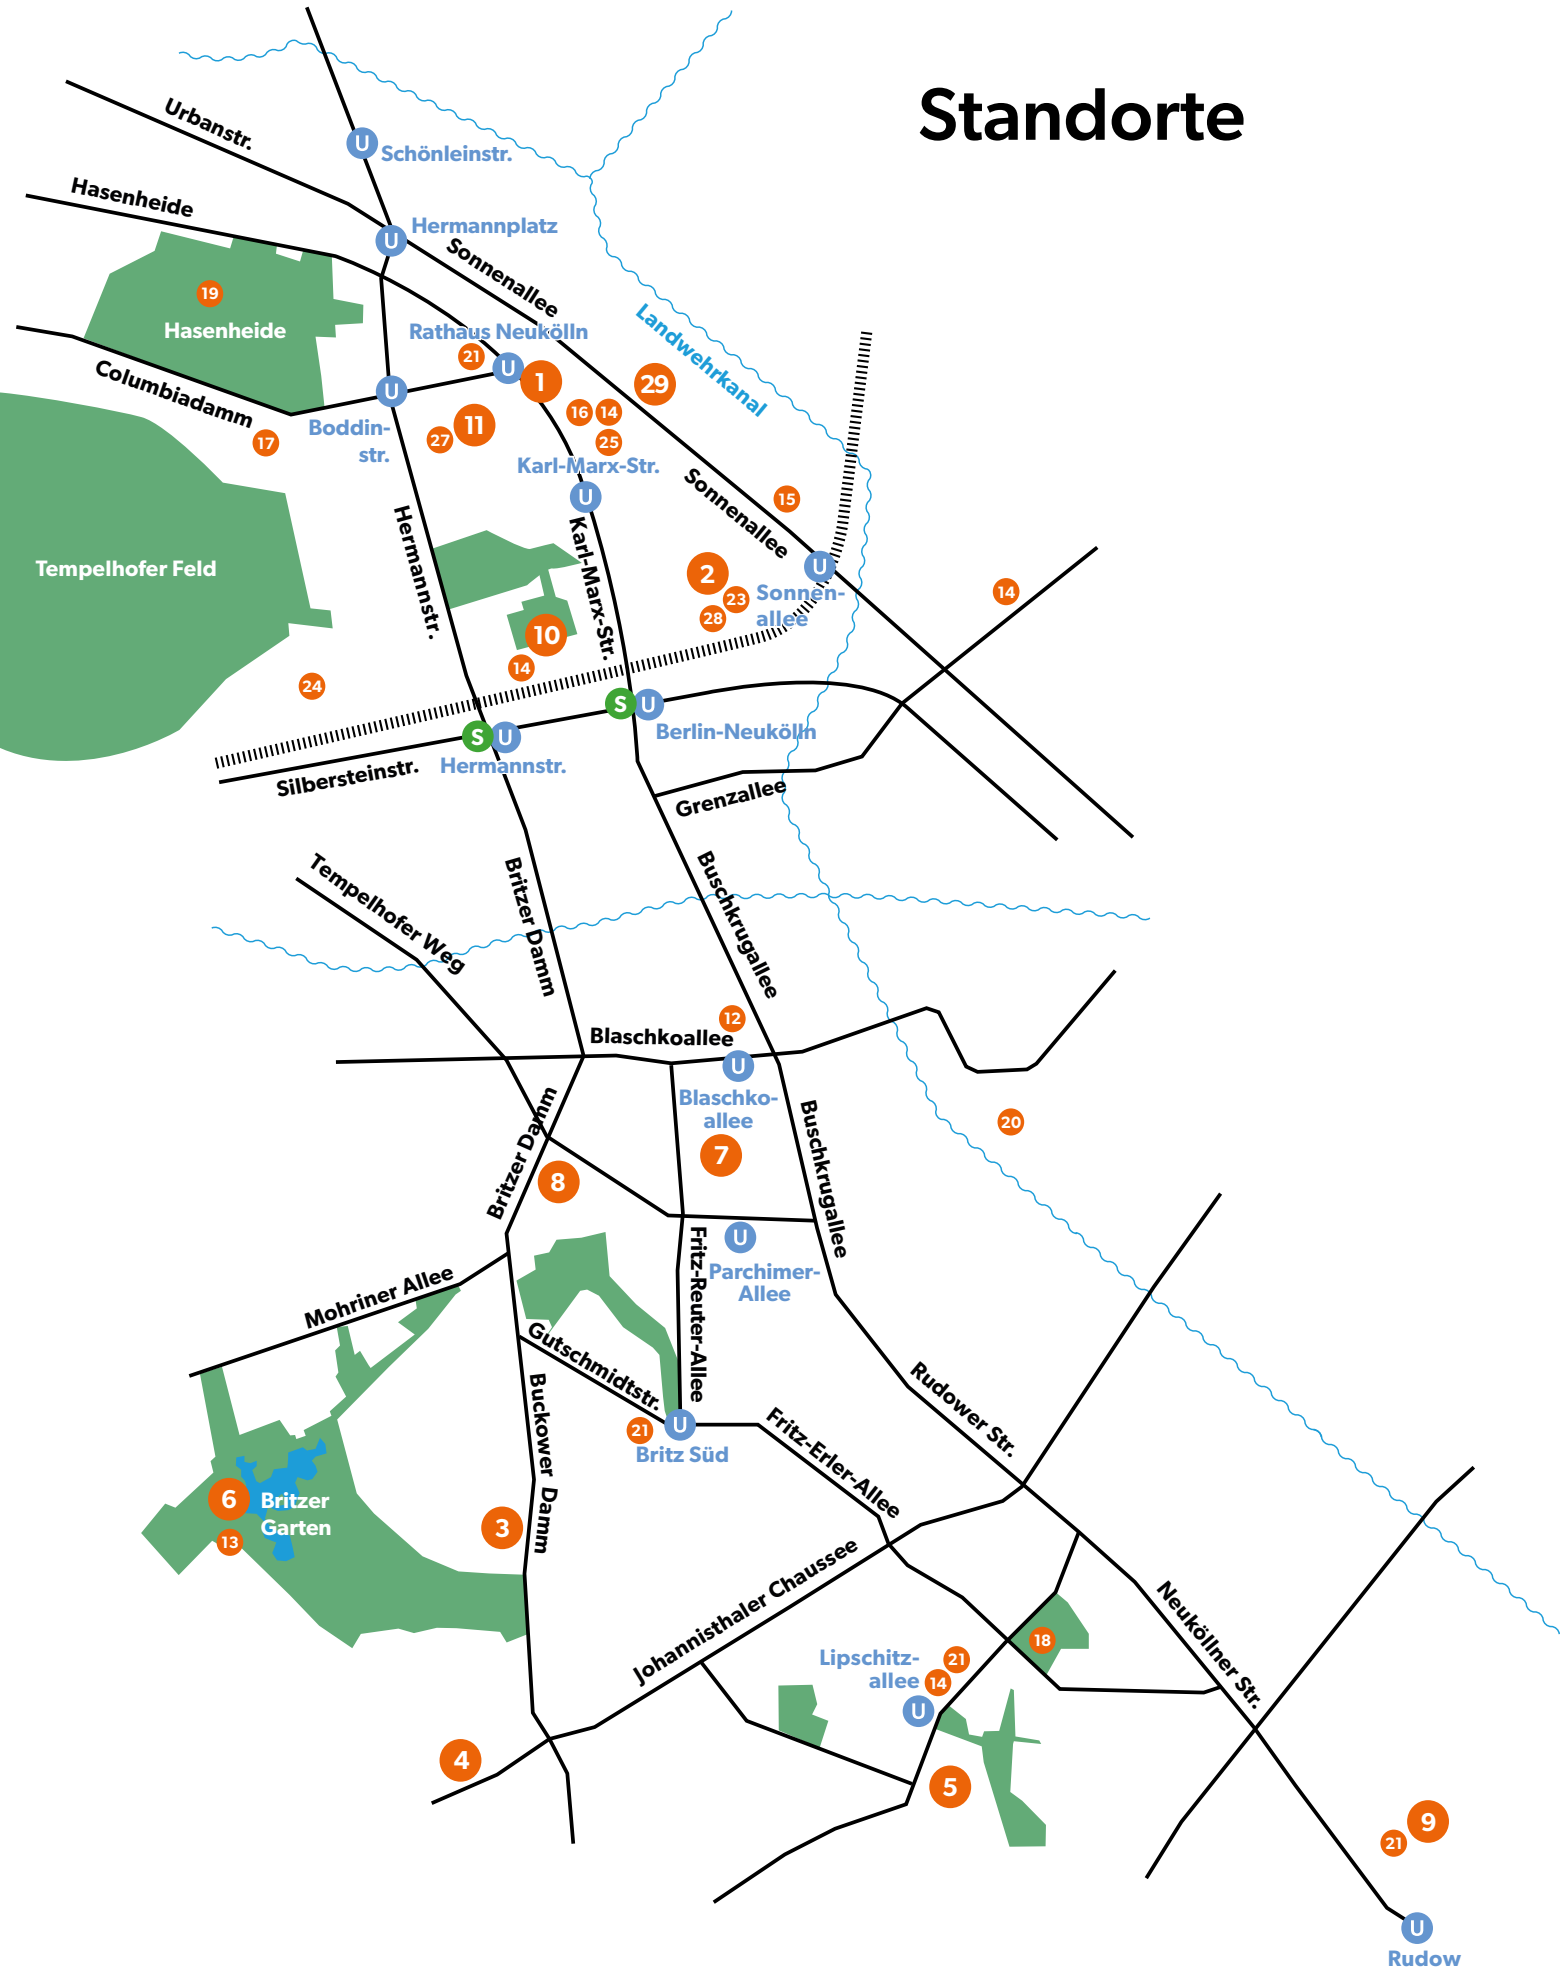 Standorte
Urbanstr.
U
Schönleinstr.
Hasenheide
Hermannplatz
U
Sonnenallee
19
Hasenheide
Landwehrkanal
Rathaus Neukölln
21
U
1
29
Columbiadamm
U
16
14
Boddin-
str.
17
27
11
25
Karl-Marx-Str.
U
Sonnenallee
15
Hermannstr.
Karl-Marx-Str.
Tempelhofer Feld
2
U
Sonnen-
allee
23
28
14
10
14
24
S
U
Berlin-Neukölln
S
U
Hermannstr.
Silbersteinstr.
Grenzallee
Tempelhofer Weg
Britzer Damm
Buschkrugallee
12
Blaschkoallee
U
Blaschko-
allee
20
Britzer Damm
Buschkrugallee
7
8
U
Parchimer-
Allee
Fritz-Reuter-Allee
Mohriner Allee
Gutschmidtstr.
Buckower Damm
Rudower Str.
21
U
Britz Süd
Fritz-Erler-Allee
6
Britzer
Garten
13
3
Johannisthaler Chaussee
Neuköllner Str.
18
Lipschitz-
allee
21
14
U
4
5
9
21
U
Rudow